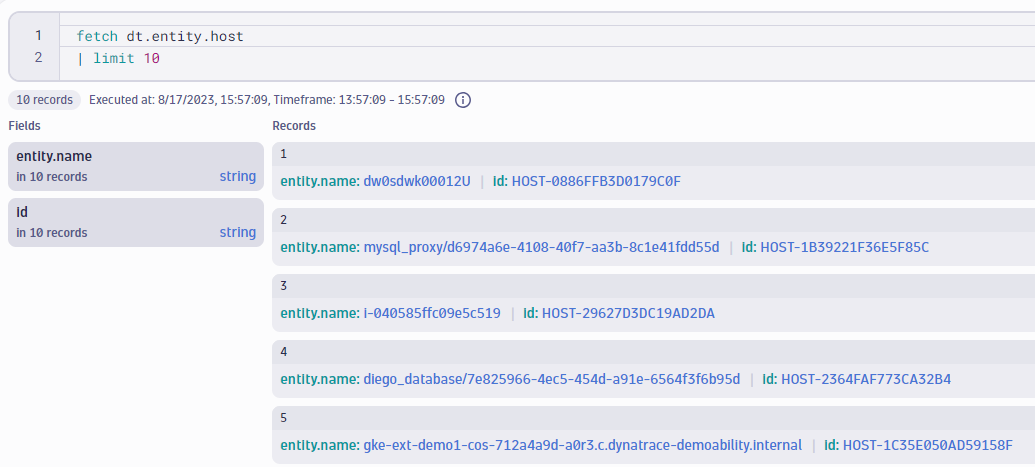 1 fetch dt.entity.host
2 | limit 10
10 records Executed at: 8/17/2023, 15:57:09, Timeframe: 13:57:09 - 15:57:09
Fields Records
entity.name
in 10 records string
id
in 10 records string
1
entity.name: dw0sdwk00012U | id: HOST-0886FFB3D0179C0F
2
entity.name: mysql_proxy/d6974a6e-4108-40f7-aa3b-8c1e41fdd55d | id: HOST-1B39221F36E5F85C
3
entity.name: i-040585ffc09e5c519 | id: HOST-29627D3DC19AD2DA
4
entity.name: diego_database/7e825966-4ec5-454d-a91e-6564f3f6b95d | id: HOST-2364FAF773CA32B4
5
entity.name: gke-ext-demo1-cos-712a4a9d-a0r3.c.dynatrace-demoability.internal | id: HOST-1C35E050AD59158F